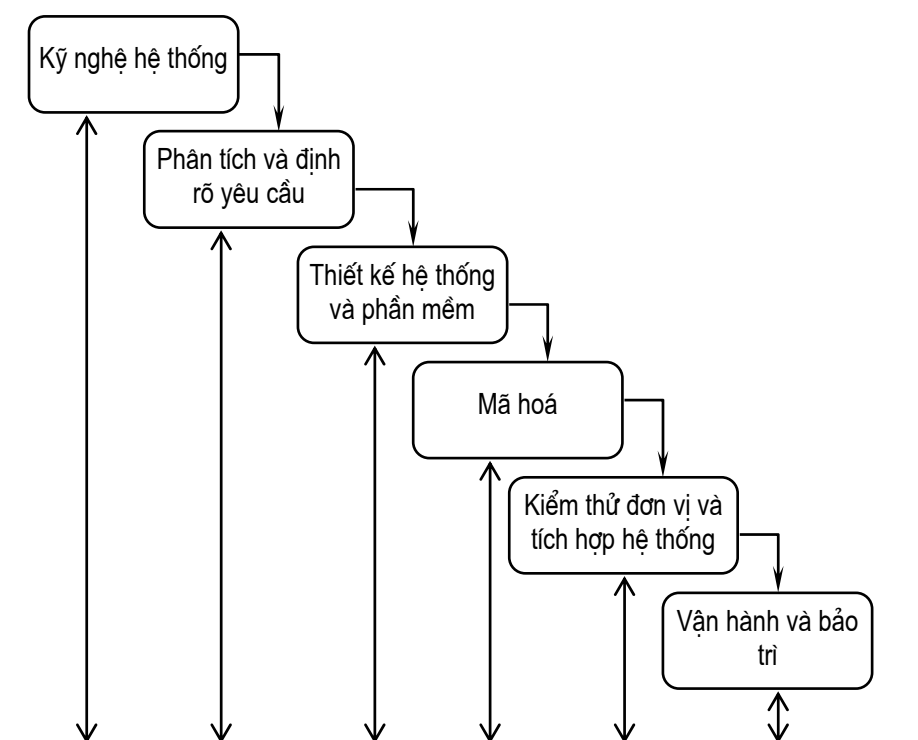 Kỹ nghệ hệ thống
Phân tích và định
rõ yêu cầu
Thiết kế hệ thống
và phần mềm
Mã hoá
Kiểm thử đơn vị và
tích hợp hệ thống
Vận hành và bảo
trì